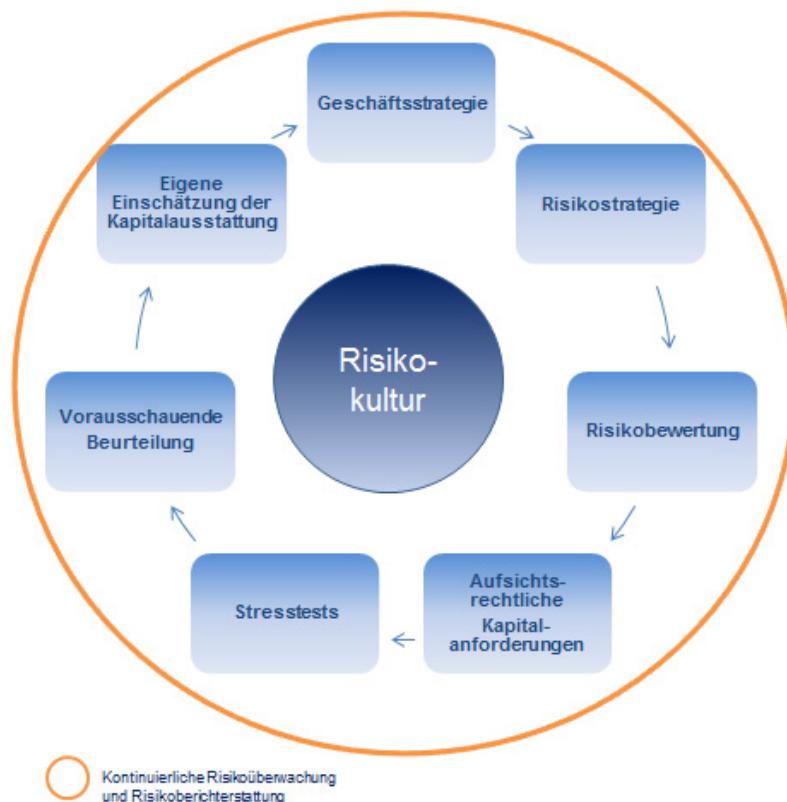 Geschäftsstrategie
Risikostrategie
Risikobewertung
Aufsichts-
rechtliche
Kapital-
anforderungen
Stresstests
Vorausschauende
Beurteilung
Eigene
Einschätzung der
Kapitalausstattung
Risiko-
kultur
Kontinuierliche Risikoüberwachung
und Risikoberichterstattung